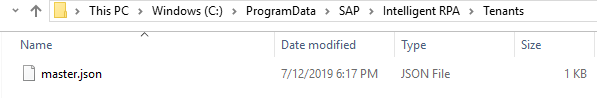 This PC > Windows (C:) > ProgramData > SAP > Intelligent RPA > Tenants
Name Date modified Type Size
master.json 7/12/2019 6:17 PM JSON File 1 KB